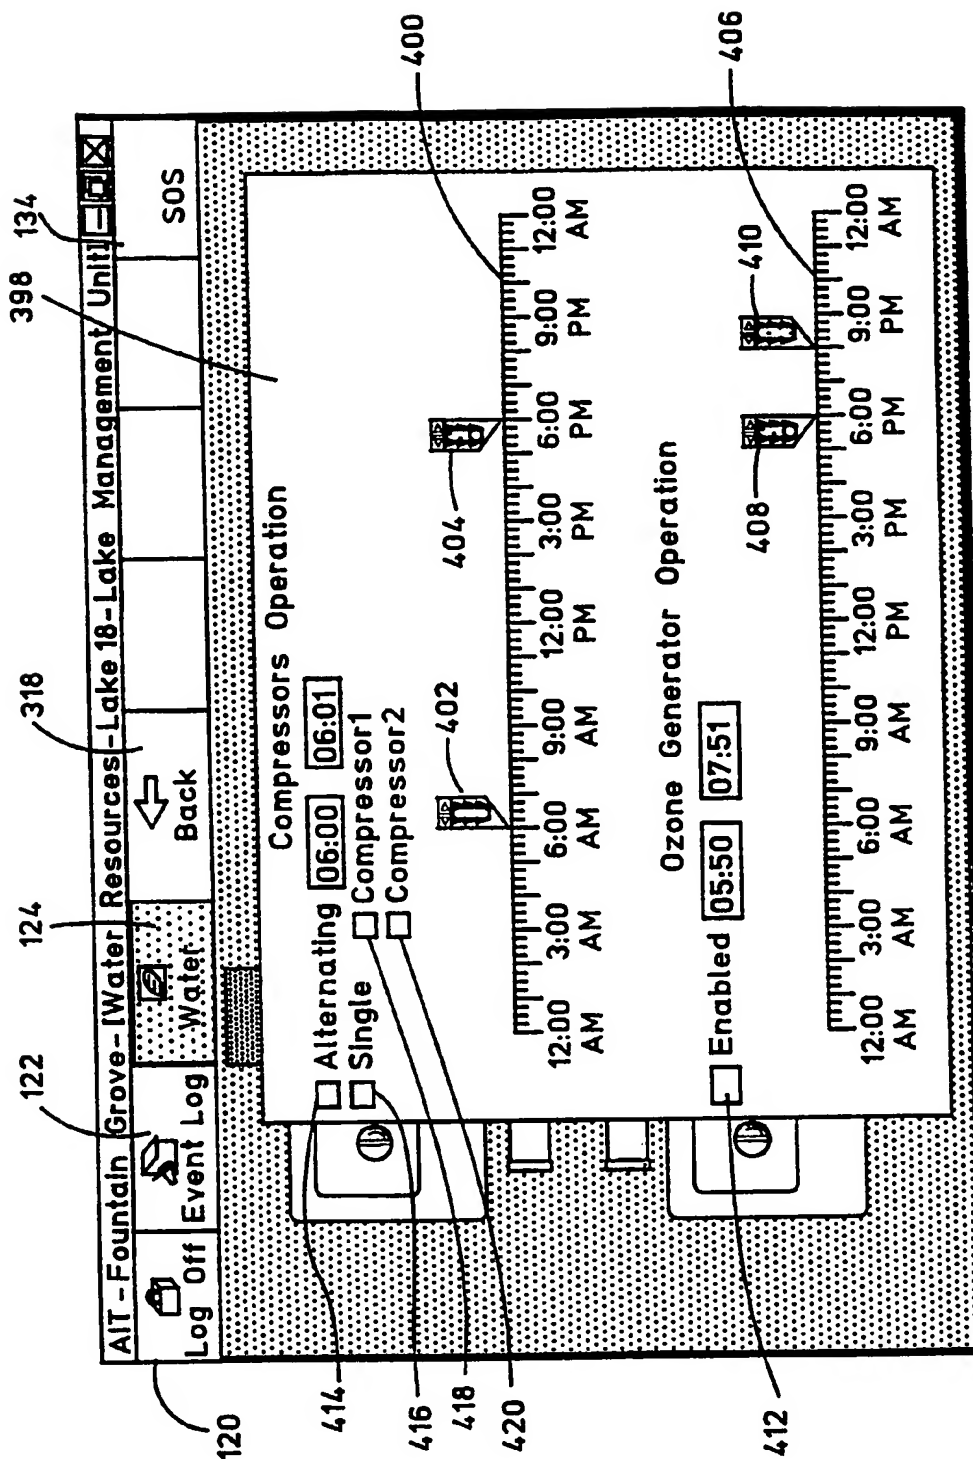 398
134
318
124
122
120
AIT-Fountain Grove-[Water Resources-Lake 18-Lake Management Unit]
Log Off
Event Log
Water
Back
SOS
Compressors Operation
Alternating 06:00 06:01
Single Compressor1
Compressor2
414
416
418
420
402
404
400
12:00 AM 3:00 AM 6:00 AM 9:00 AM 12:00 PM 3:00 PM 6:00 PM 9:00 PM 12:00 AM
Ozone Generator Operation
Enabled 05:50 07:51
412
408
410
406
12:00 AM 3:00 AM 6:00 AM 9:00 AM 12:00 PM 3:00 PM 6:00 PM 9:00 PM 12:00 AM